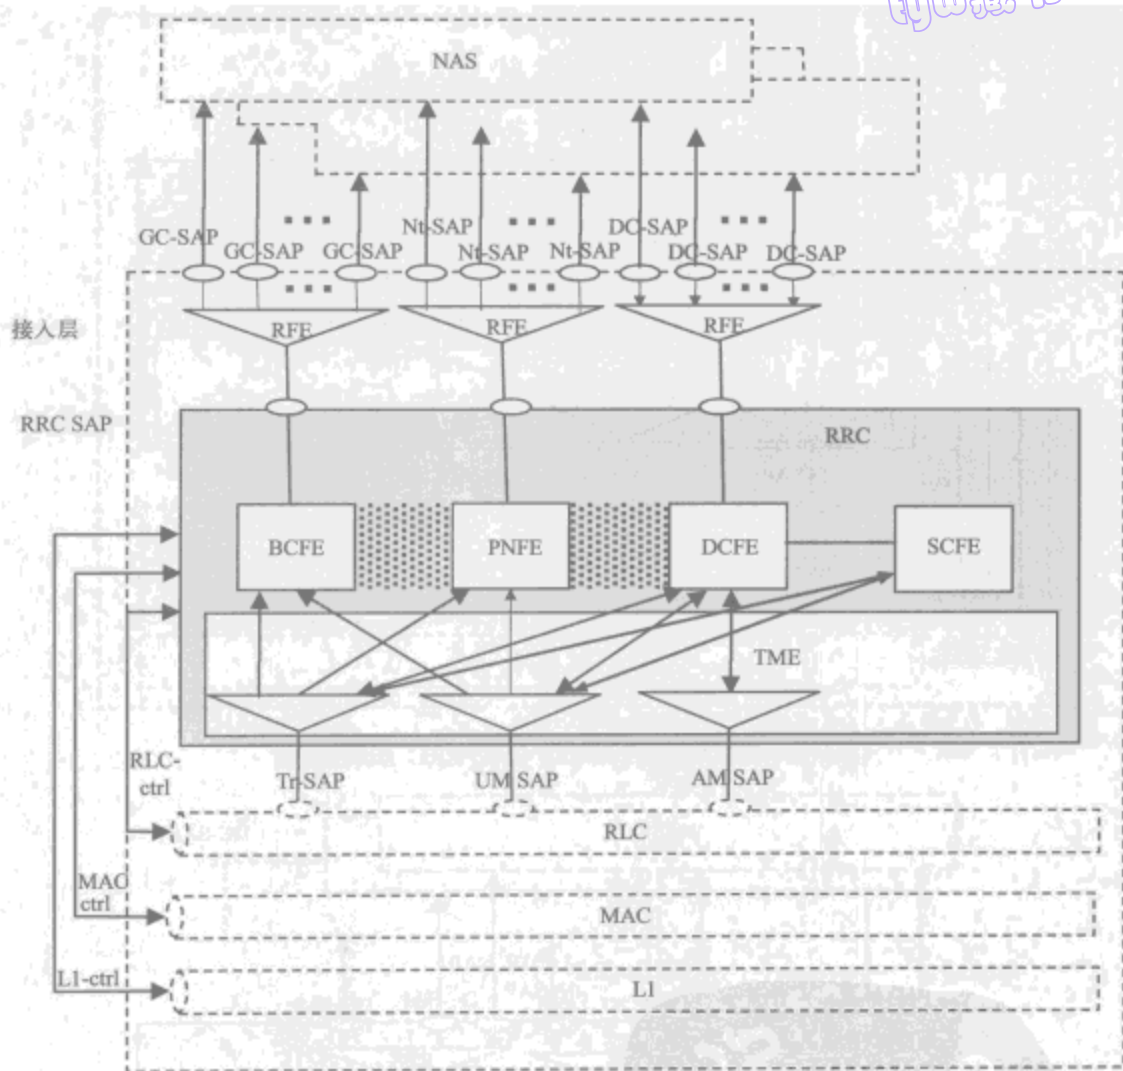 NAS
GC-SAP
GC-SAP
GC-SAP
Nt-SAP
Nt-SAP
Nt-SAP
DC-SAP
DC-SAP
DC-SAP
RFE
RFE
RFE
接入层
RRC SAP
RRC
BCFE
PNFE
DCFE
SCFE
TME
RLC-
ctrl
Tr-SAP
UM SAP
AM SAP
RLC
MAC
ctrl
MAC
L1-ctrl
L1